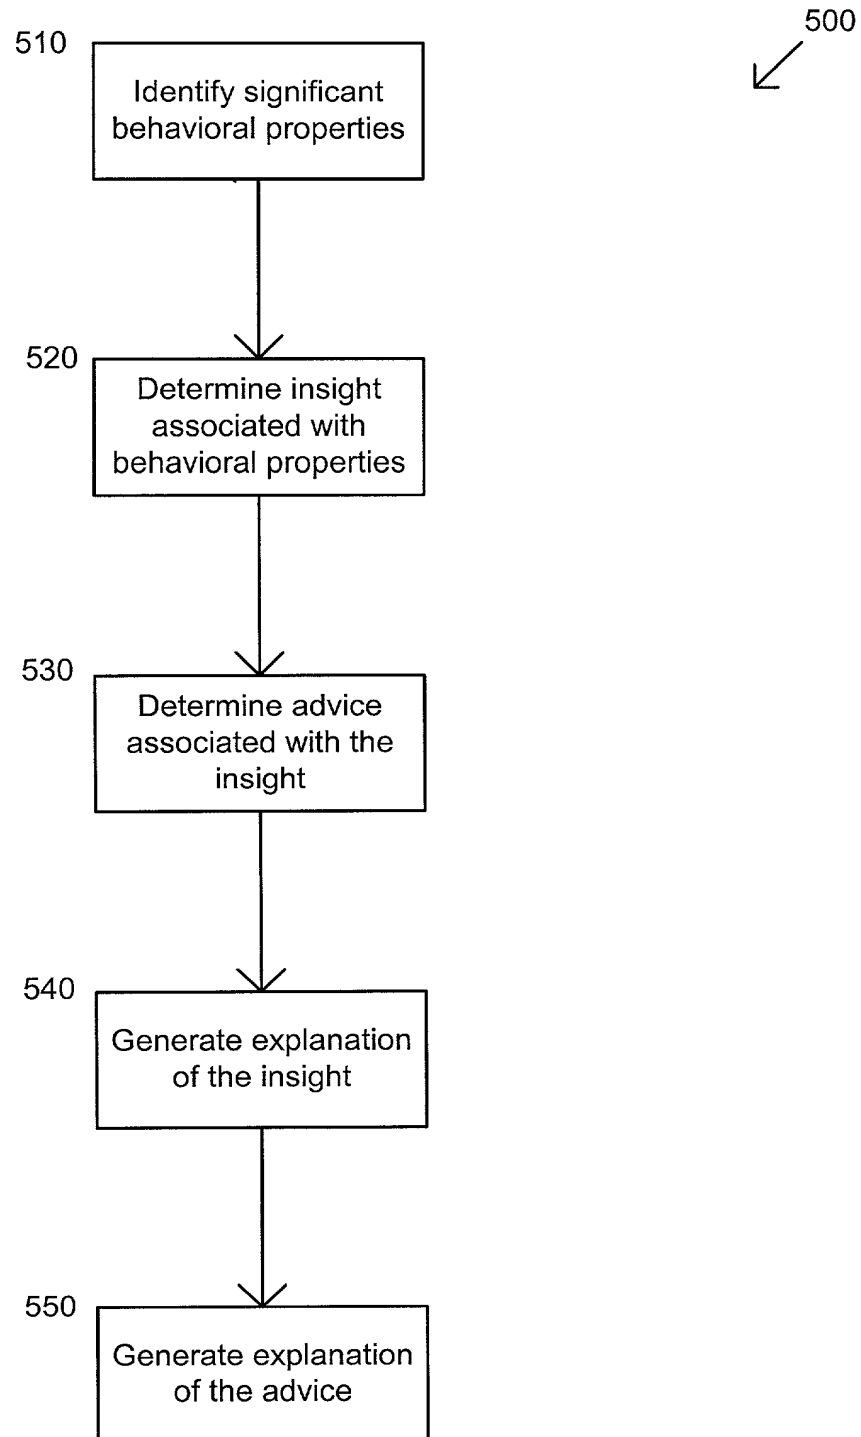 500
510
Identify significant
behavioral properties
520
Determine insight
associated with
behavioral properties
530
Determine advice
associated with the
insight
540
Generate explanation
of the insight
550
Generate explanation
of the advice